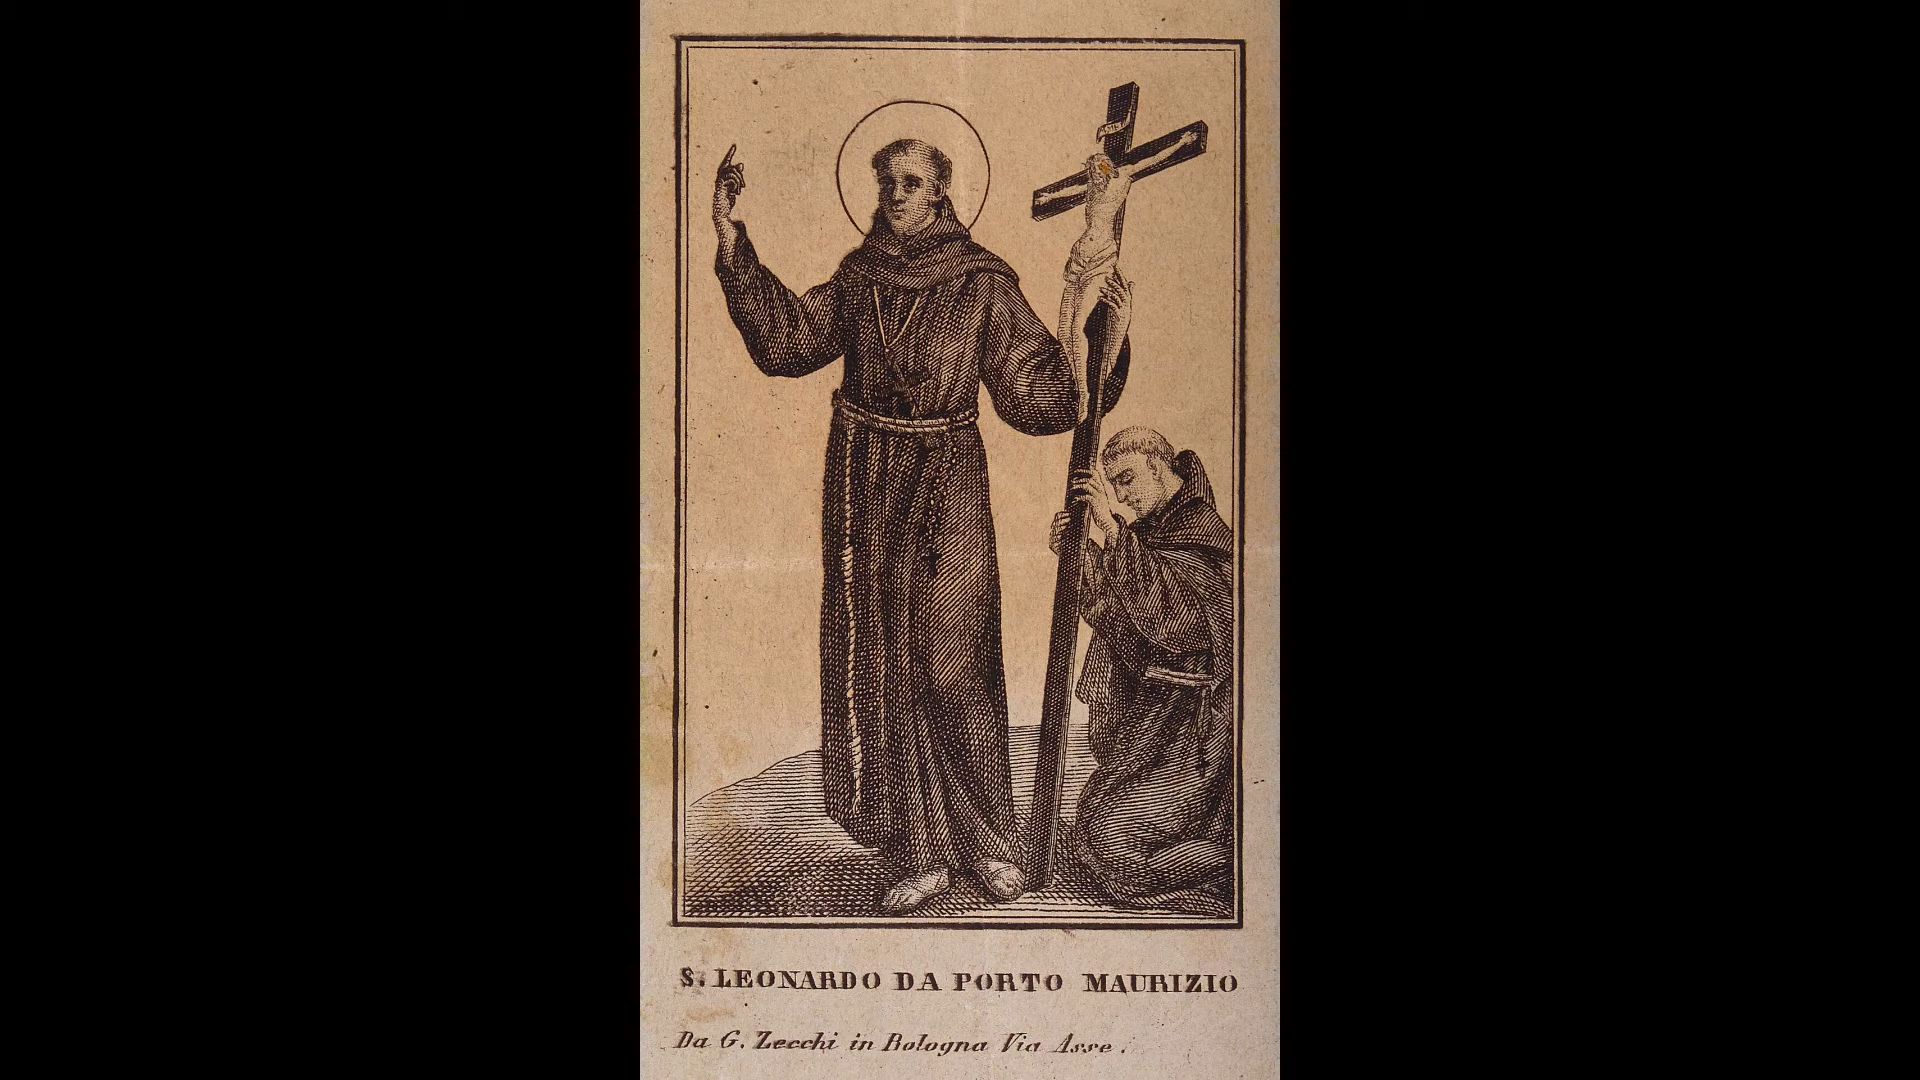 S. LEONARDO DA PORTO MAURIZIO
Da G. Zecchi in Bologna Via Asse.